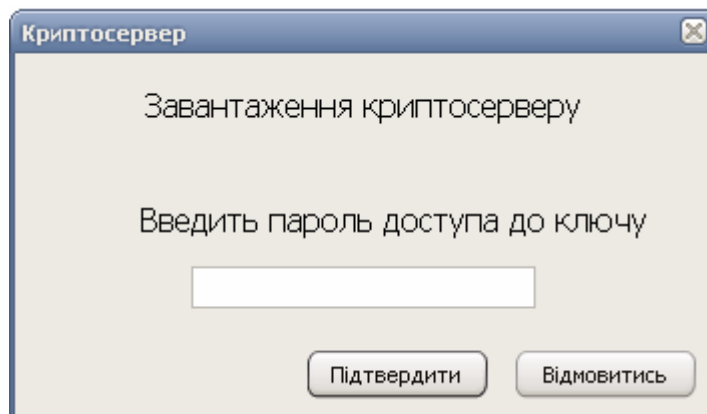 Криптосервер
Завантаження криптосерверу
Введить пароль доступа до ключу
Підтвердити Відмовитись